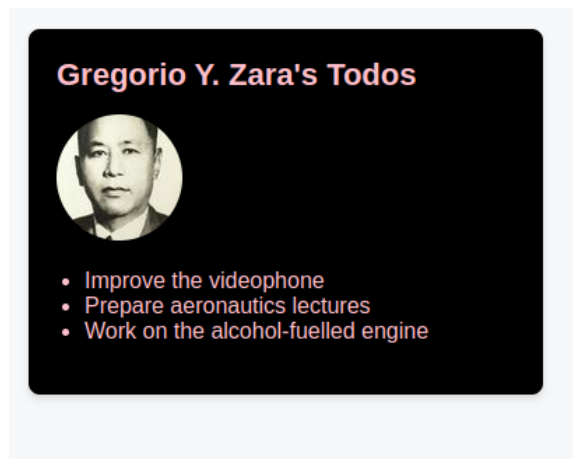 Gregorio Y. Zara's Todos
Improve the videophone
Prepare aeronautics lectures
Work on the alcohol-fuelled engine